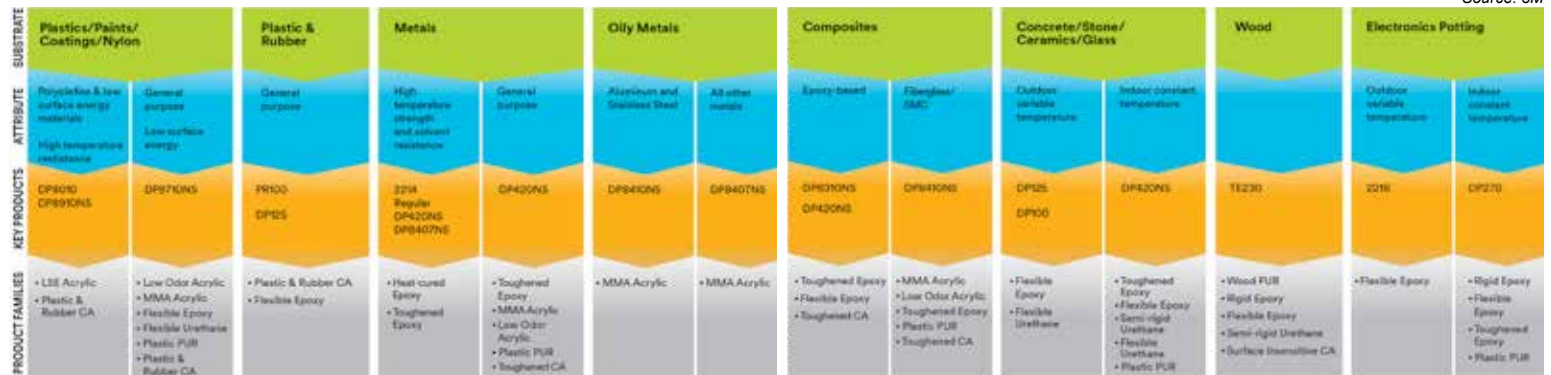 Source: 3M
SUBSTRATE
Plastics/Paints/
Coatings/Nylon
Plastic &
Rubber
Metals
Oily Metals
Composites
Concrete/Stone/
Ceramics/Glass
Wood
Electronics Potting
ATTRIBUTE
Polyolefins & low
surface energy
materials
High temperature
resistance
General
purpose
Low surface
energy
General
purpose
High
temperature
strength
and solvent
resistance
General
purpose
Aluminum and
Stainless Steel
All other
metals
Epoxy-based
Fiberglass/
SMC
Outdoor
variable
temperature
Indoor constant
temperature
Outdoor
variable
temperature
Indoor
constant
temperature
KEY PRODUCTS
DP8010
DP8910NS
DP8710NS
PR100
DP125
2214
Regular
DP420NS
DP8407NS
DP420NS
DP8410NS
DP8407NS
DP6310NS
DP420NS
DP8410NS
DP125
DP100
DP420NS
TE230
2216
DP270
PRODUCT FAMILIES
• LSE Acrylic
• Plastic &
Rubber CA
• Low Odor Acrylic
• MMA Acrylic
• Flexible Epoxy
• Flexible Urethane
• Plastic PUR
• Plastic &
Rubber CA
• Plastic & Rubber CA
• Flexible Epoxy
• Heat-cured
Epoxy
• Toughened
Epoxy
• Toughened
Epoxy
• MMA Acrylic
• Low Odor
Acrylic
• Plastic PUR
• Toughened CA
• MMA Acrylic
• MMA Acrylic
• Toughened Epoxy
• Flexible Epoxy
• Toughened CA
• MMA Acrylic
• Low Odor Acrylic
• Toughened Epoxy
• Plastic PUR
• Toughened CA
• Flexible
Epoxy
• Flexible
Urethane
• Toughened
Epoxy
• Flexible Epoxy
• Semi-rigid
Urethane
• Flexible
Urethane
• Plastic PUR
• Wood PUR
• Rigid Epoxy
• Flexible Epoxy
• Semi-rigid Urethane
• Surface Insensitive CA
• Flexible Epoxy
• Rigid Epoxy
• Flexible
Epoxy
• Toughened
Epoxy
• Plastic PUR